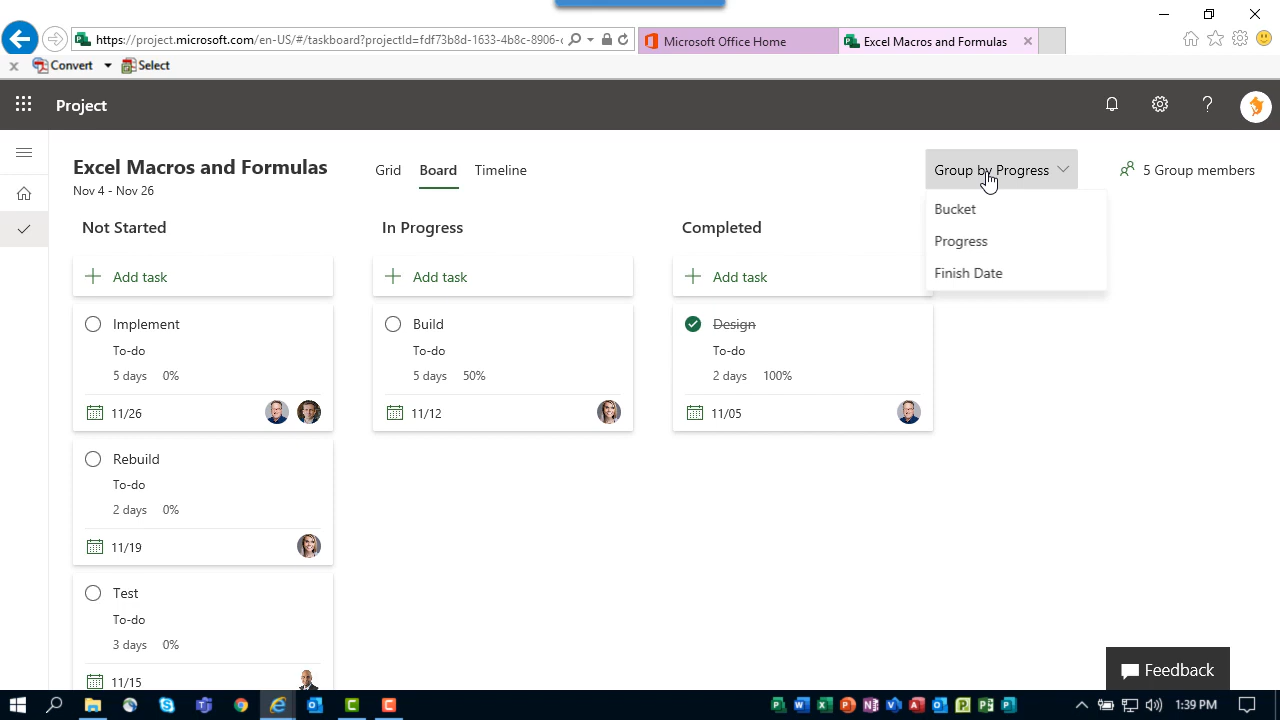 https://project.microsoft.com/en-US/#/taskboard?projectId=fdf73b8d-1633-4b8c-8906-
Microsoft Office Home
Excel Macros and Formulas
Convert
Select
Project
Excel Macros and Formulas
Nov 4 - Nov 26
Grid
Board
Timeline
Group by Progress
5 Group members
Bucket
Progress
Finish Date
Not Started
In Progress
Completed
Add task
Add task
Add task
Implement
To-do
5 days 0%
11/26
Build
To-do
5 days 50%
11/12
Design
To-do
2 days 100%
11/05
Rebuild
To-do
2 days 0%
11/19
Test
To-do
3 days 0%
11/15
Feedback
1:39 PM